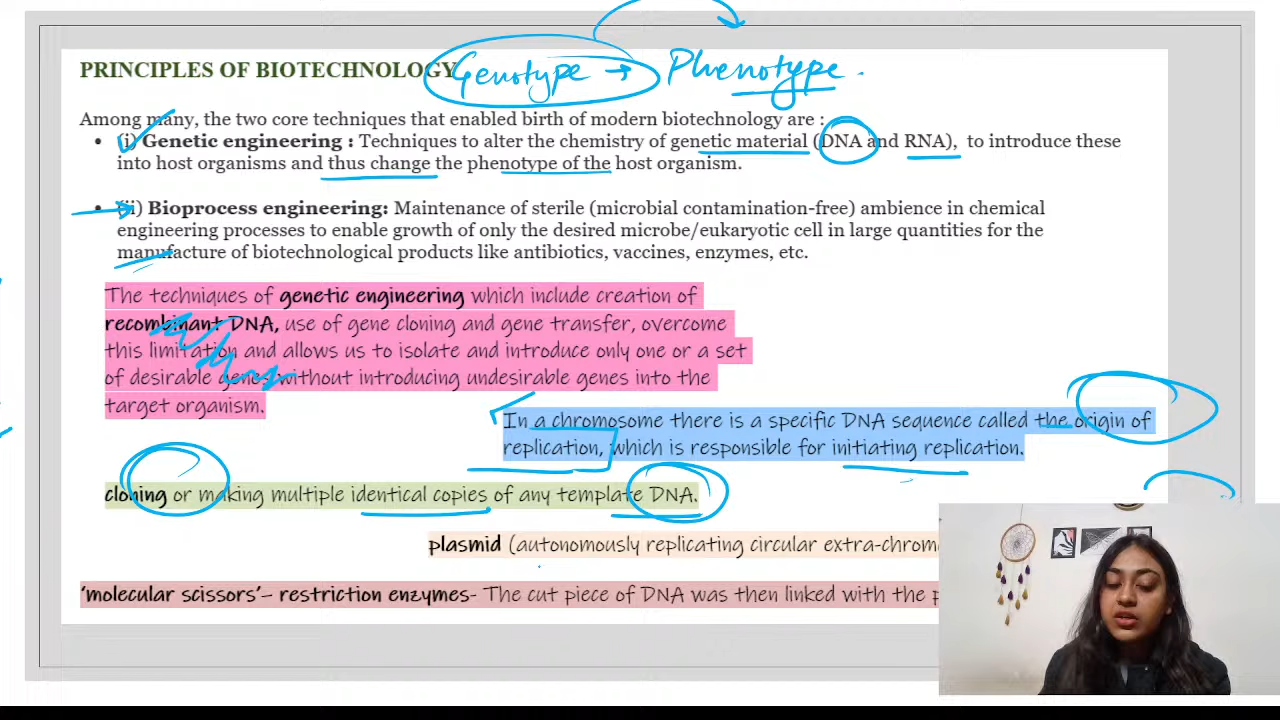 Genotype → Phenotype.
PRINCIPLES OF BIOTECHNOLOGY
Among many, the two core techniques that enabled birth of modern biotechnology are :
• (i) Genetic engineering : Techniques to alter the chemistry of genetic material (DNA and RNA), to introduce these
into host organisms and thus change the phenotype of the host organism.
• (ii) Bioprocess engineering: Maintenance of sterile (microbial contamination-free) ambience in chemical
engineering processes to enable growth of only the desired microbe/eukaryotic cell in large quantities for the
manufacture of biotechnological products like antibiotics, vaccines, enzymes, etc.
The techniques of genetic engineering which include creation of
recombinant DNA, use of gene cloning and gene transfer, overcome
this limitation and allows us to isolate and introduce only one or a set
of desirable genes without introducing undesirable genes into the
target organism.
In a chromosome there is a specific DNA sequence called the origin of
replication, which is responsible for initiating replication.
cloning or making multiple identical copies of any template DNA.
plasmid (autonomously replicating circular extra-chrom
‘molecular scissors’– restriction enzymes- The cut piece of DNA was then linked with the p